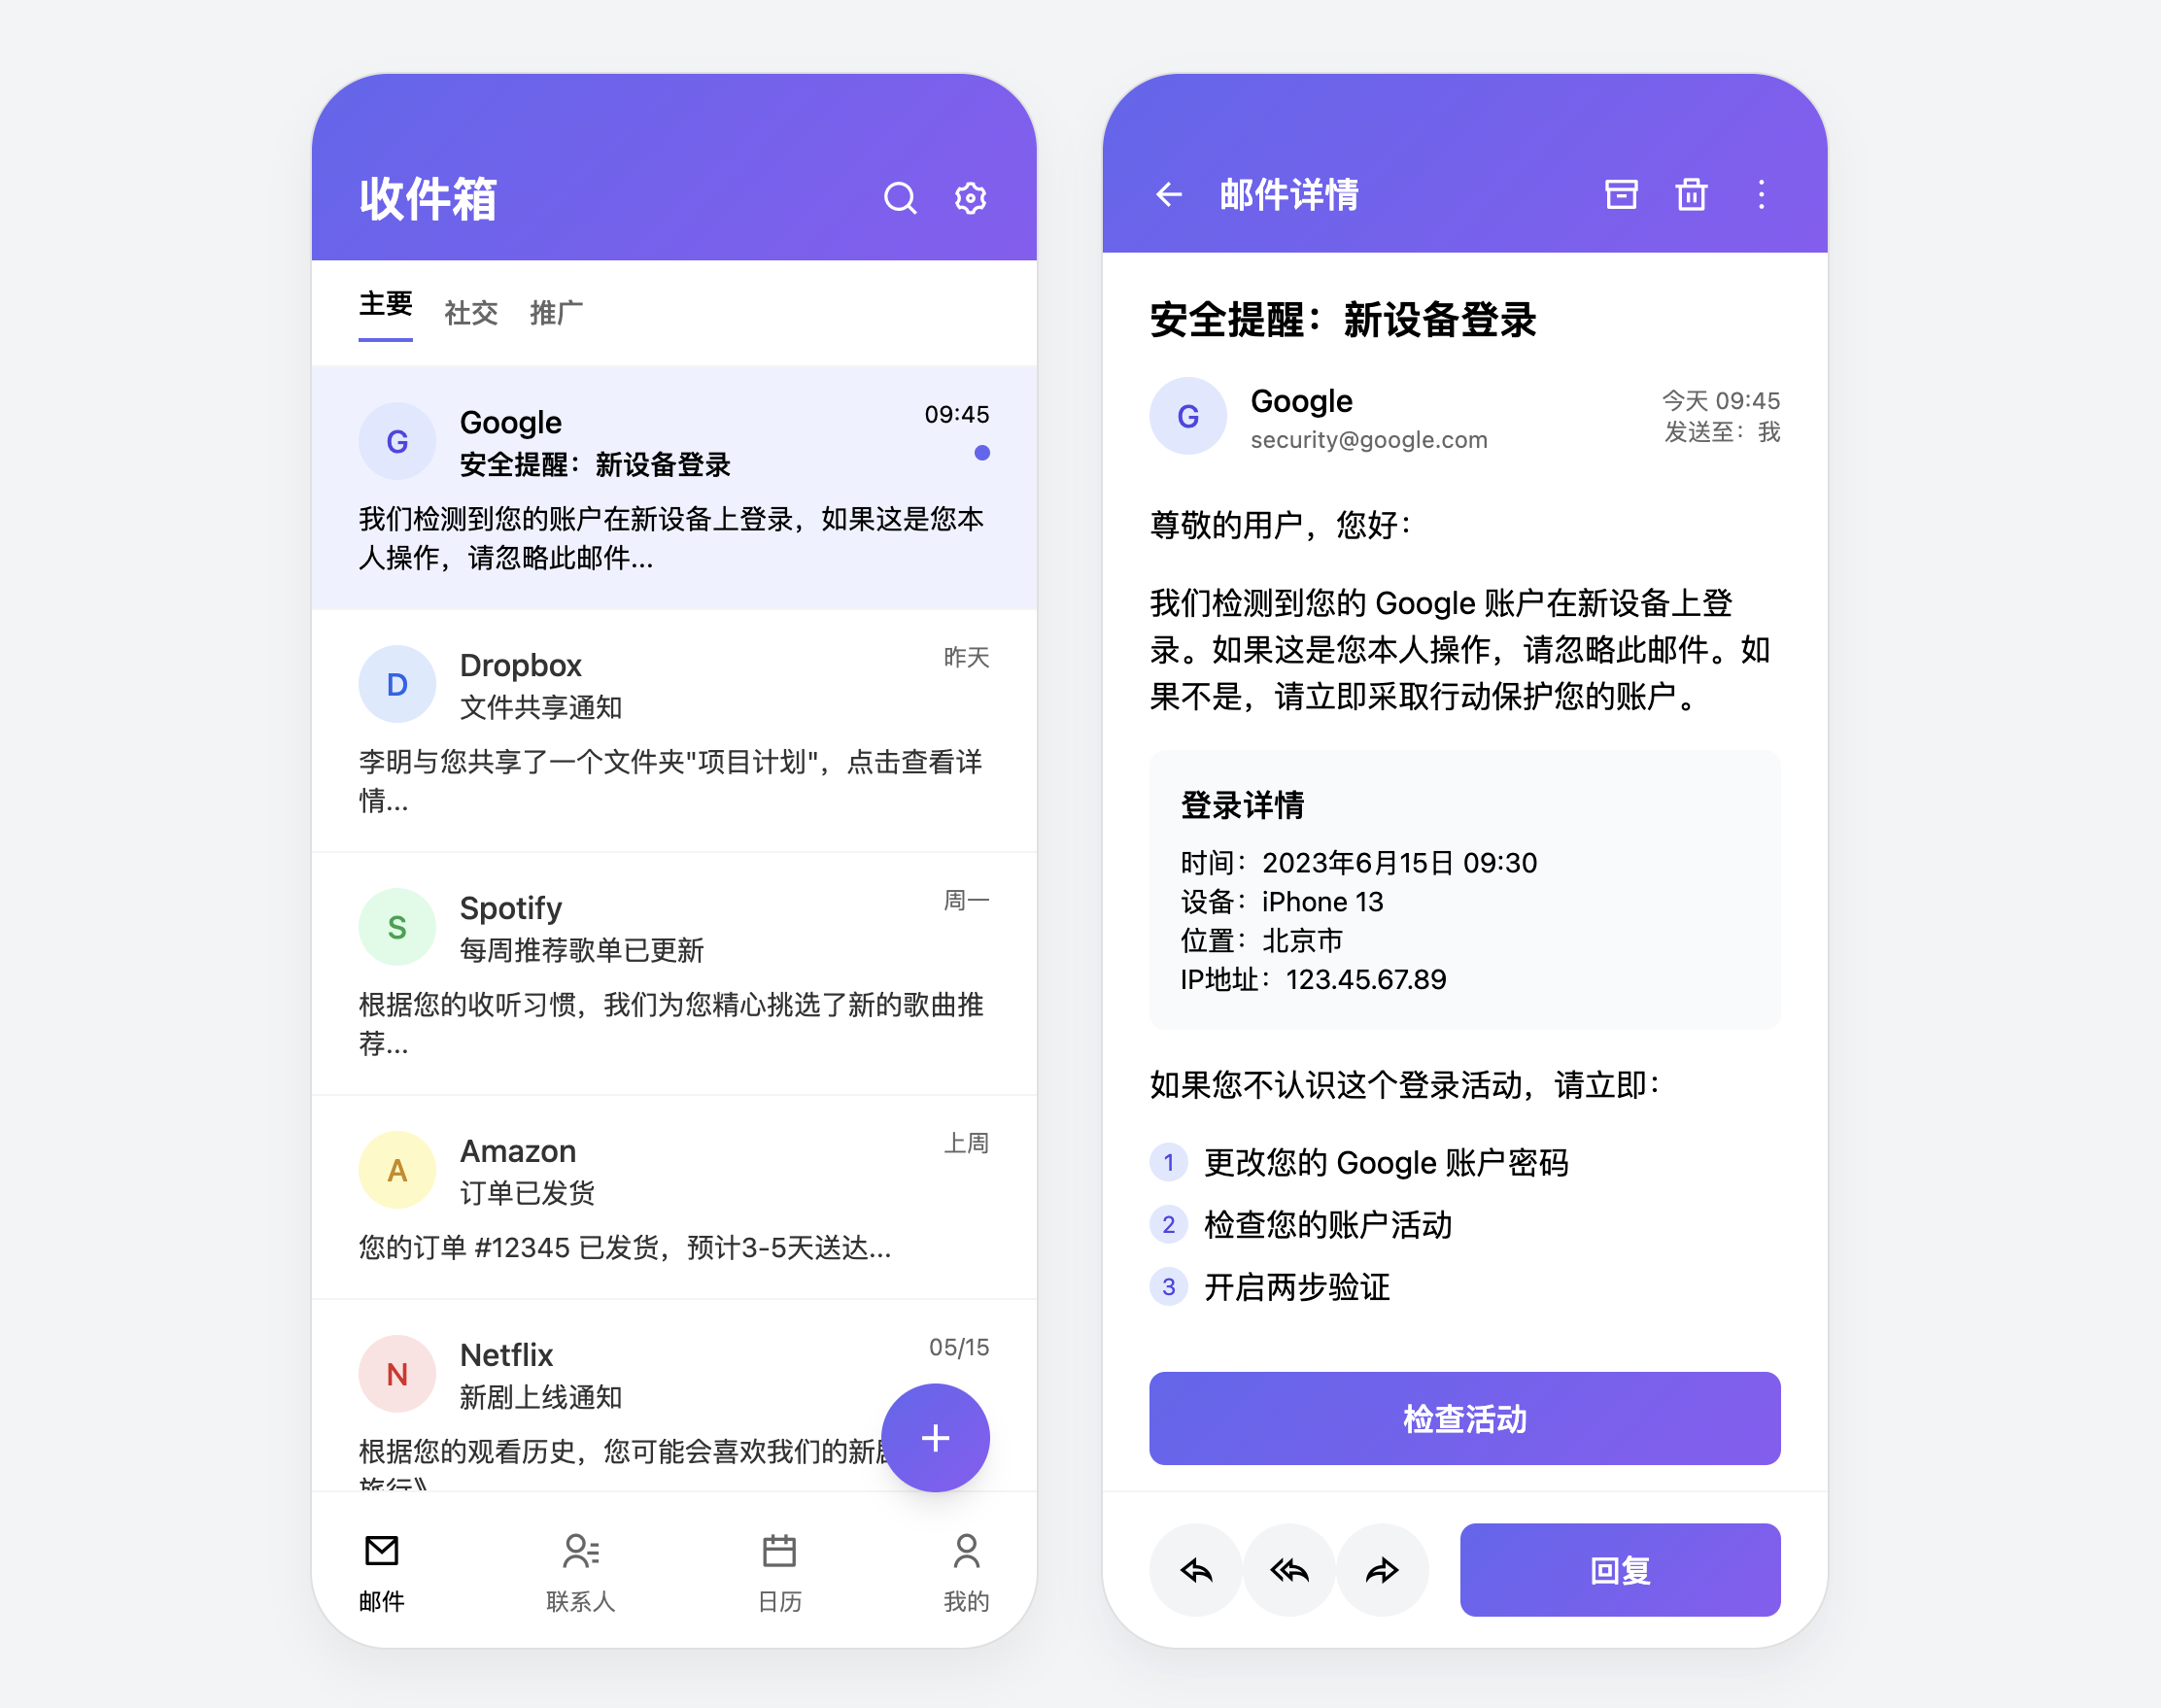 收件箱
主要 社交 推广
G
Google
09:45
安全提醒：新设备登录
我们检测到您的账户在新设备上登录，如果这是您本
人操作，请忽略此邮件...
D
Dropbox
昨天
文件共享通知
李明与您共享了一个文件夹"项目计划"，点击查看详
情...
S
Spotify
周一
每周推荐歌单已更新
根据您的收听习惯，我们为您精心挑选了新的歌曲推
荐...
A
Amazon
上周
订单已发货
您的订单 #12345 已发货，预计3-5天送达...
N
Netflix
05/15
新剧上线通知
根据您的观看历史，您可能会喜欢我们的新
旅行》
邮件 联系人 日历 我的
邮件详情
安全提醒：新设备登录
G
Google
security@google.com
今天 09:45
发送至：我
尊敬的用户，您好：
我们检测到您的 Google 账户在新设备上登
录。如果这是您本人操作，请忽略此邮件。如
果不是，请立即采取行动保护您的账户。
登录详情
时间：2023年6月15日 09:30
设备：iPhone 13
位置：北京市
IP地址：123.45.67.89
如果您不认识这个登录活动，请立即：
1 更改您的 Google 账户密码
2 检查您的账户活动
3 开启两步验证
检查活动
回复